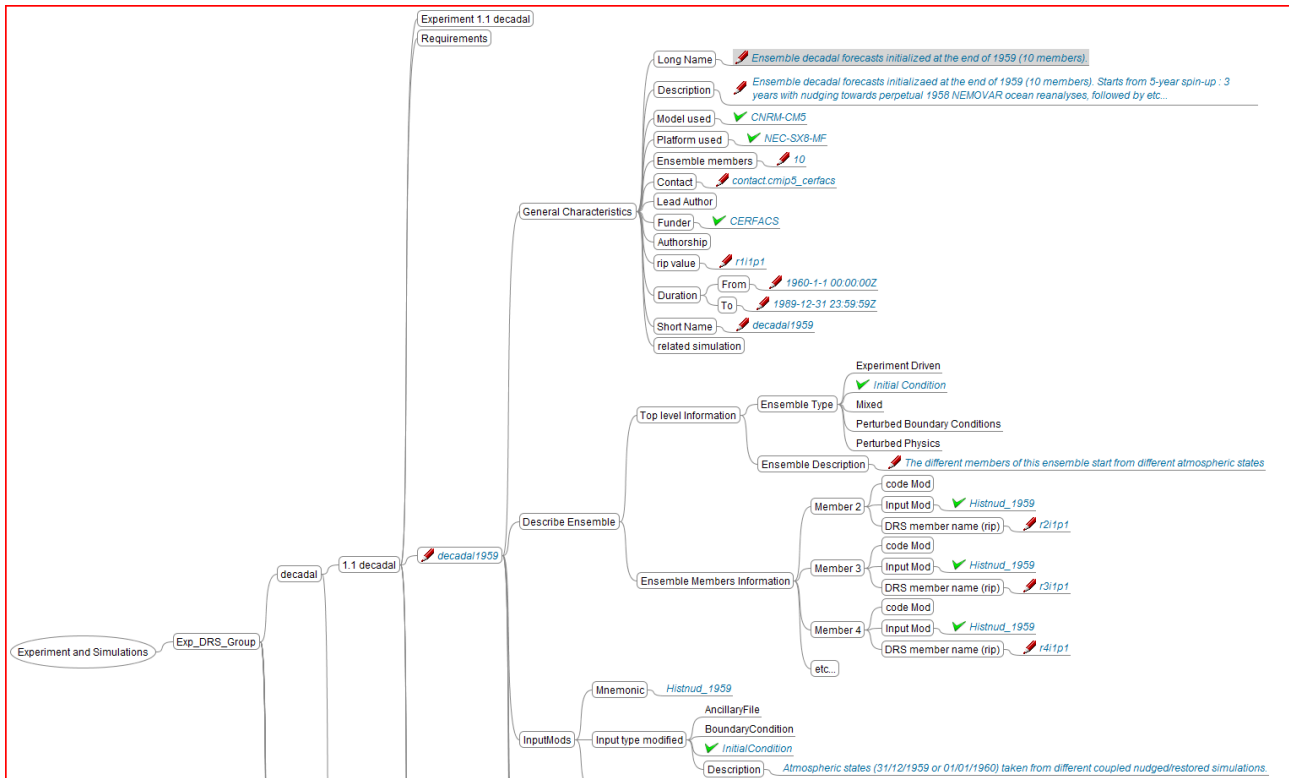 Experiment 1.1 decadal
Requirements
Long Name
Ensemble decadal forecasts initialized at the end of 1959 (10 members).
Description
Ensemble decadal forecasts initializaed at the end of 1959 (10 members). Starts from 5-year spin-up : 3
years with nudging towards perpetual 1958 NEMOVAR ocean reanalyses, followed by etc...
Model used
CNRM-CM5
Platform used
NEC-SX8-MF
Ensemble members
10
Contact
contact.cmip5_cerfacs
Lead Author
General Characteristics
Funder
CERFACS
Authorship
rip value
r1i1p1
Duration
From
1960-1-1 00:00:00Z
To
1989-12-31 23:59:59Z
Short Name
decadal1959
related simulation
Top level Information
Ensemble Type
Experiment Driven
Initial Condition
Mixed
Perturbed Boundary Conditions
Perturbed Physics
Ensemble Description
The different members of this ensemble start from different atmospheric states
Describe Ensemble
Ensemble Members Information
Member 2
code Mod
Input Mod
Histnud_1959
DRS member name (rip)
r2i1p1
Member 3
code Mod
Input Mod
Histnud_1959
DRS member name (rip)
r3i1p1
Member 4
code Mod
Input Mod
Histnud_1959
DRS member name (rip)
r4i1p1
etc...
Experiment and Simulations
Exp_DRS_Group
decadal
1.1 decadal
decadal1959
InputMods
Mnemonic
Histnud_1959
Input type modified
AncillaryFile
BoundaryCondition
InitialCondition
Description
Atmospheric states (31/12/1959 or 01/01/1960) taken from different coupled nudged/restored simulations.